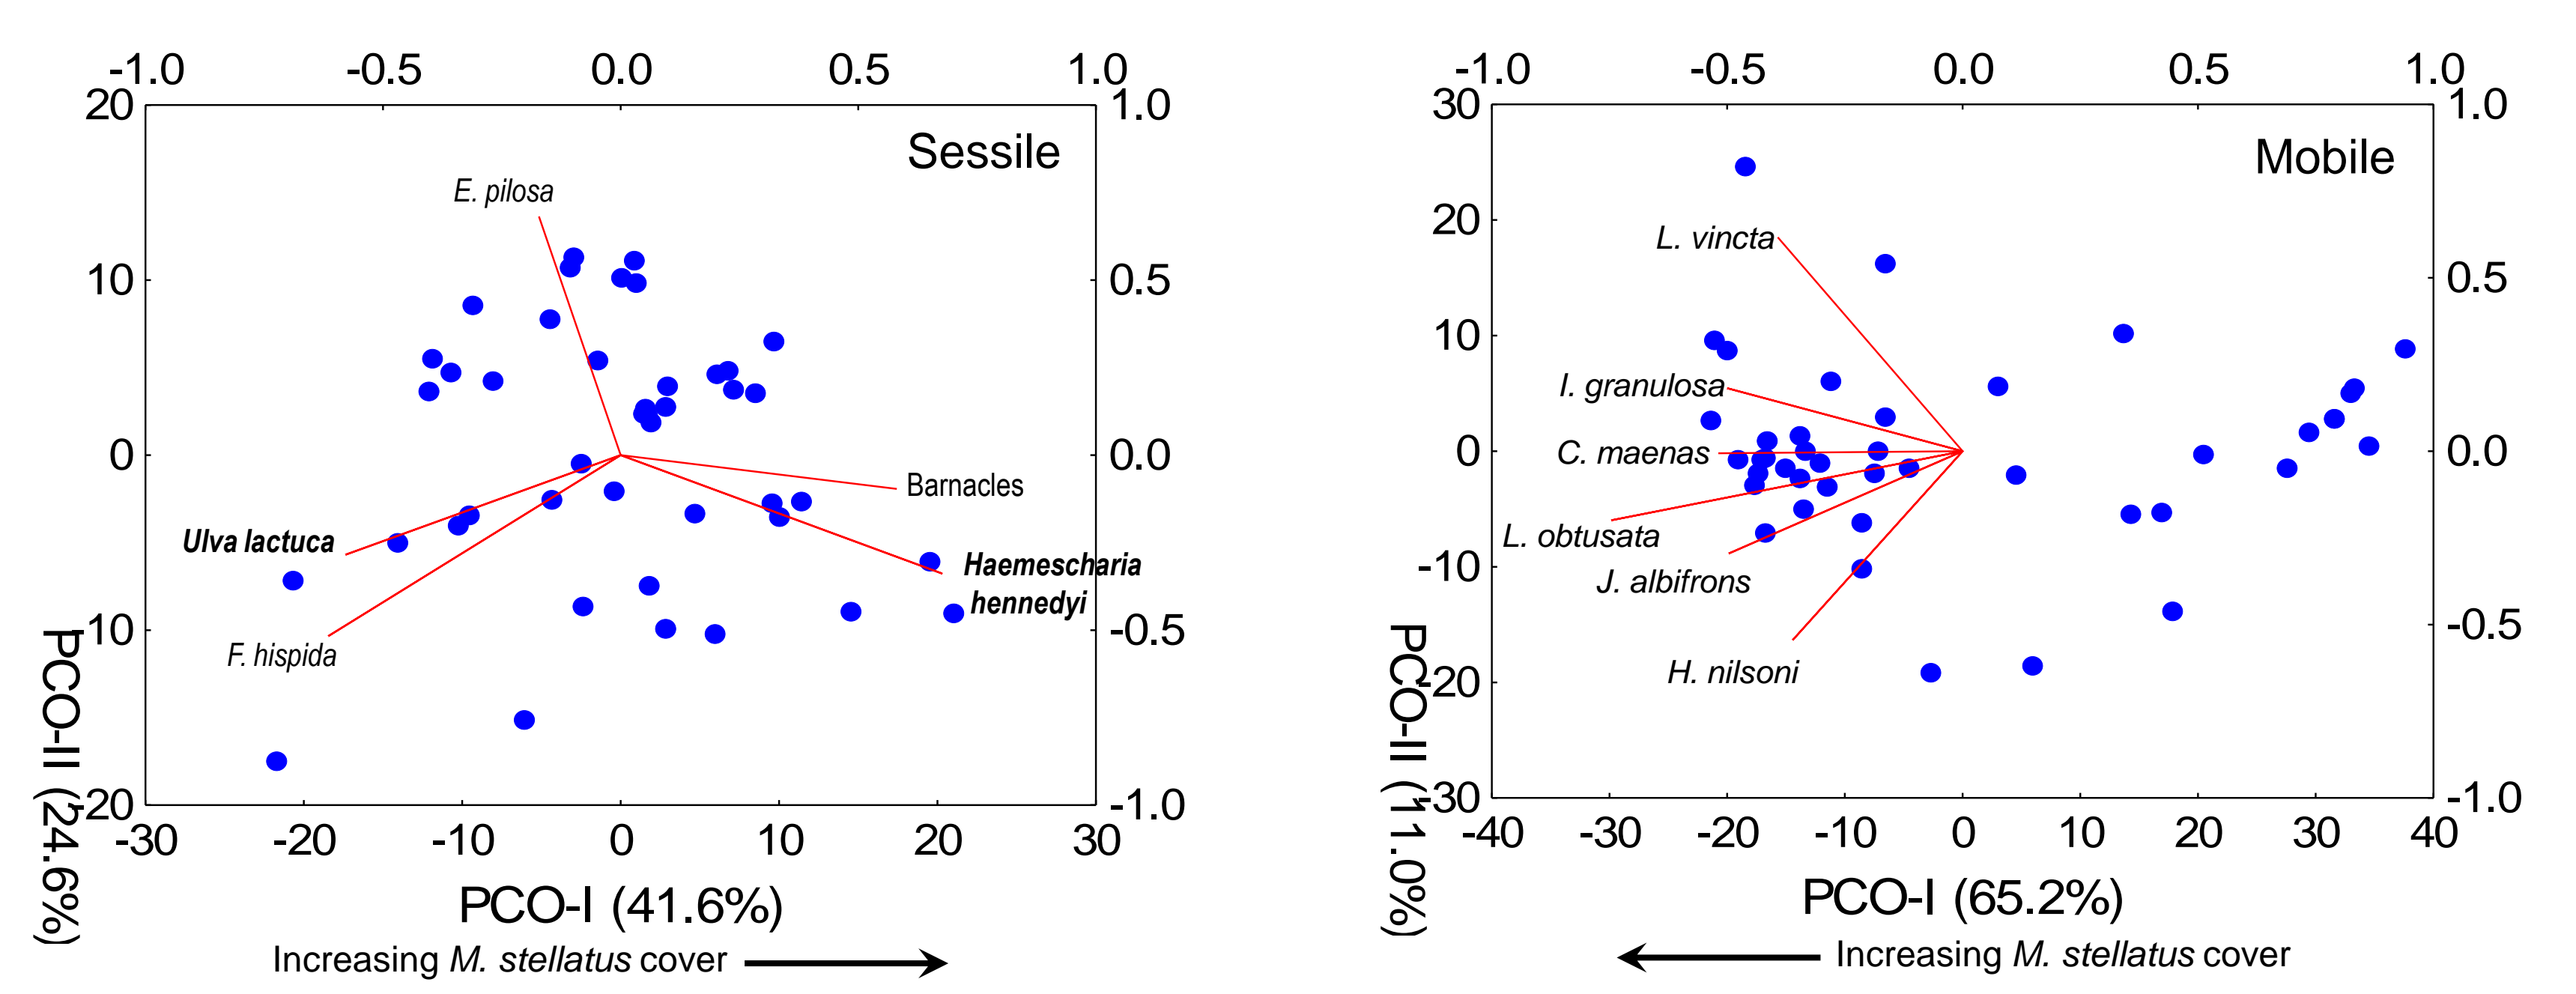 -1.0 -0.5 0.0 0.5 1.0
20 1.0
Sessile
E. pilosa
10 0.5
0 0.0
Barnacles
Ulva lactuca
Haemescharia
hennedyi
-10 -0.5
F. hispida
-20 -1.0
-30 -20 -10 0 10 20 30
PCO-II (24.6%)
PCO-I (41.6%)
Increasing M. stellatus cover
-1.0 -0.5 0.0 0.5 1.0
30 1.0
Mobile
20
L. vincta
0.5
10
I. granulosa
0 0.0
C. maenas
L. obtusata
-10
J. albifrons
-0.5
H. nilsoni
-20
-30 -1.0
-40 -30 -20 -10 0 10 20 30 40
PCO-II (11.0%)
PCO-I (65.2%)
Increasing M. stellatus cover